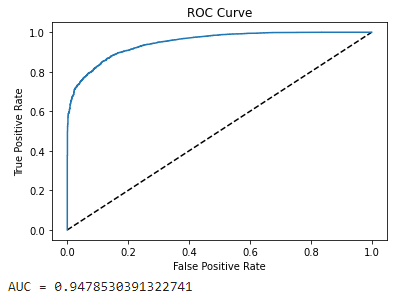 ROC Curve
1.0
0.8
0.6
0.4
0.2
0.0
True Positive Rate
0.0 0.2 0.4 0.6 0.8 1.0
False Positive Rate
AUC = 0.9478530391322741